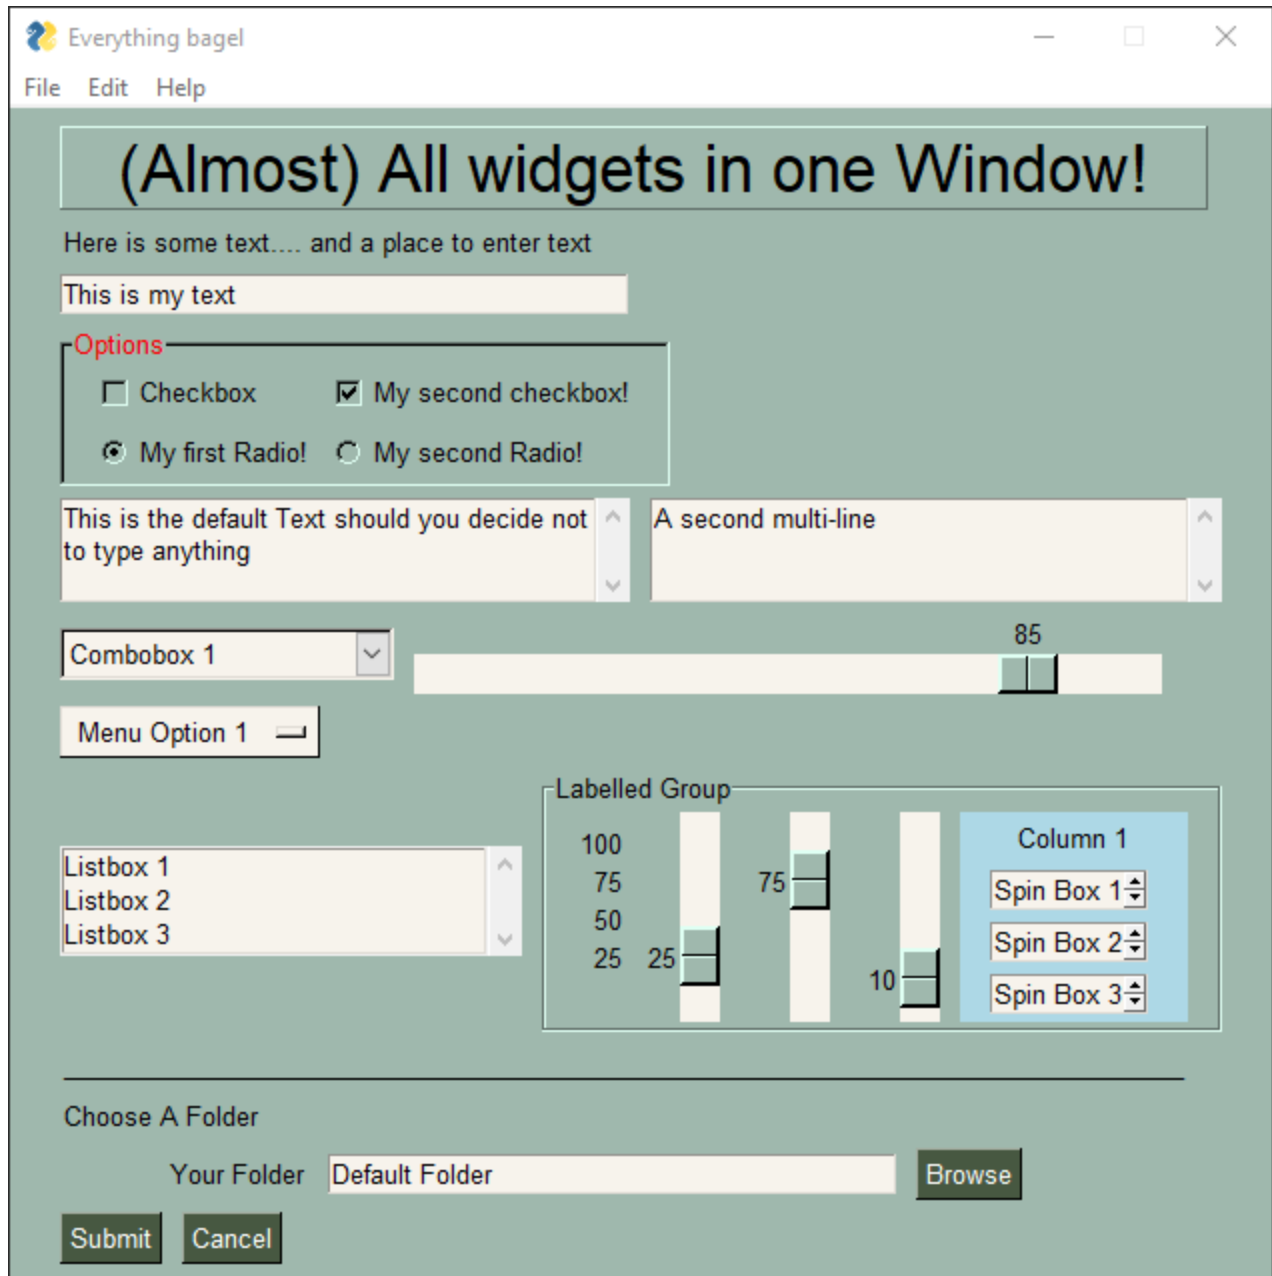 Everything bagel
File Edit Help
(Almost) All widgets in one Window!
Here is some text.... and a place to enter text
This is my text
Options
Checkbox My second checkbox!
My first Radio! My second Radio!
This is the default Text should you decide not
to type anything
A second multi-line
85
Combobox 1
Menu Option 1
Listbox 1
Listbox 2
Listbox 3
Labelled Group
100
75
50
25
25
75
10
Column 1
Spin Box 1
Spin Box 2
Spin Box 3
Choose A Folder
Your Folder Default Folder Browse
Submit Cancel